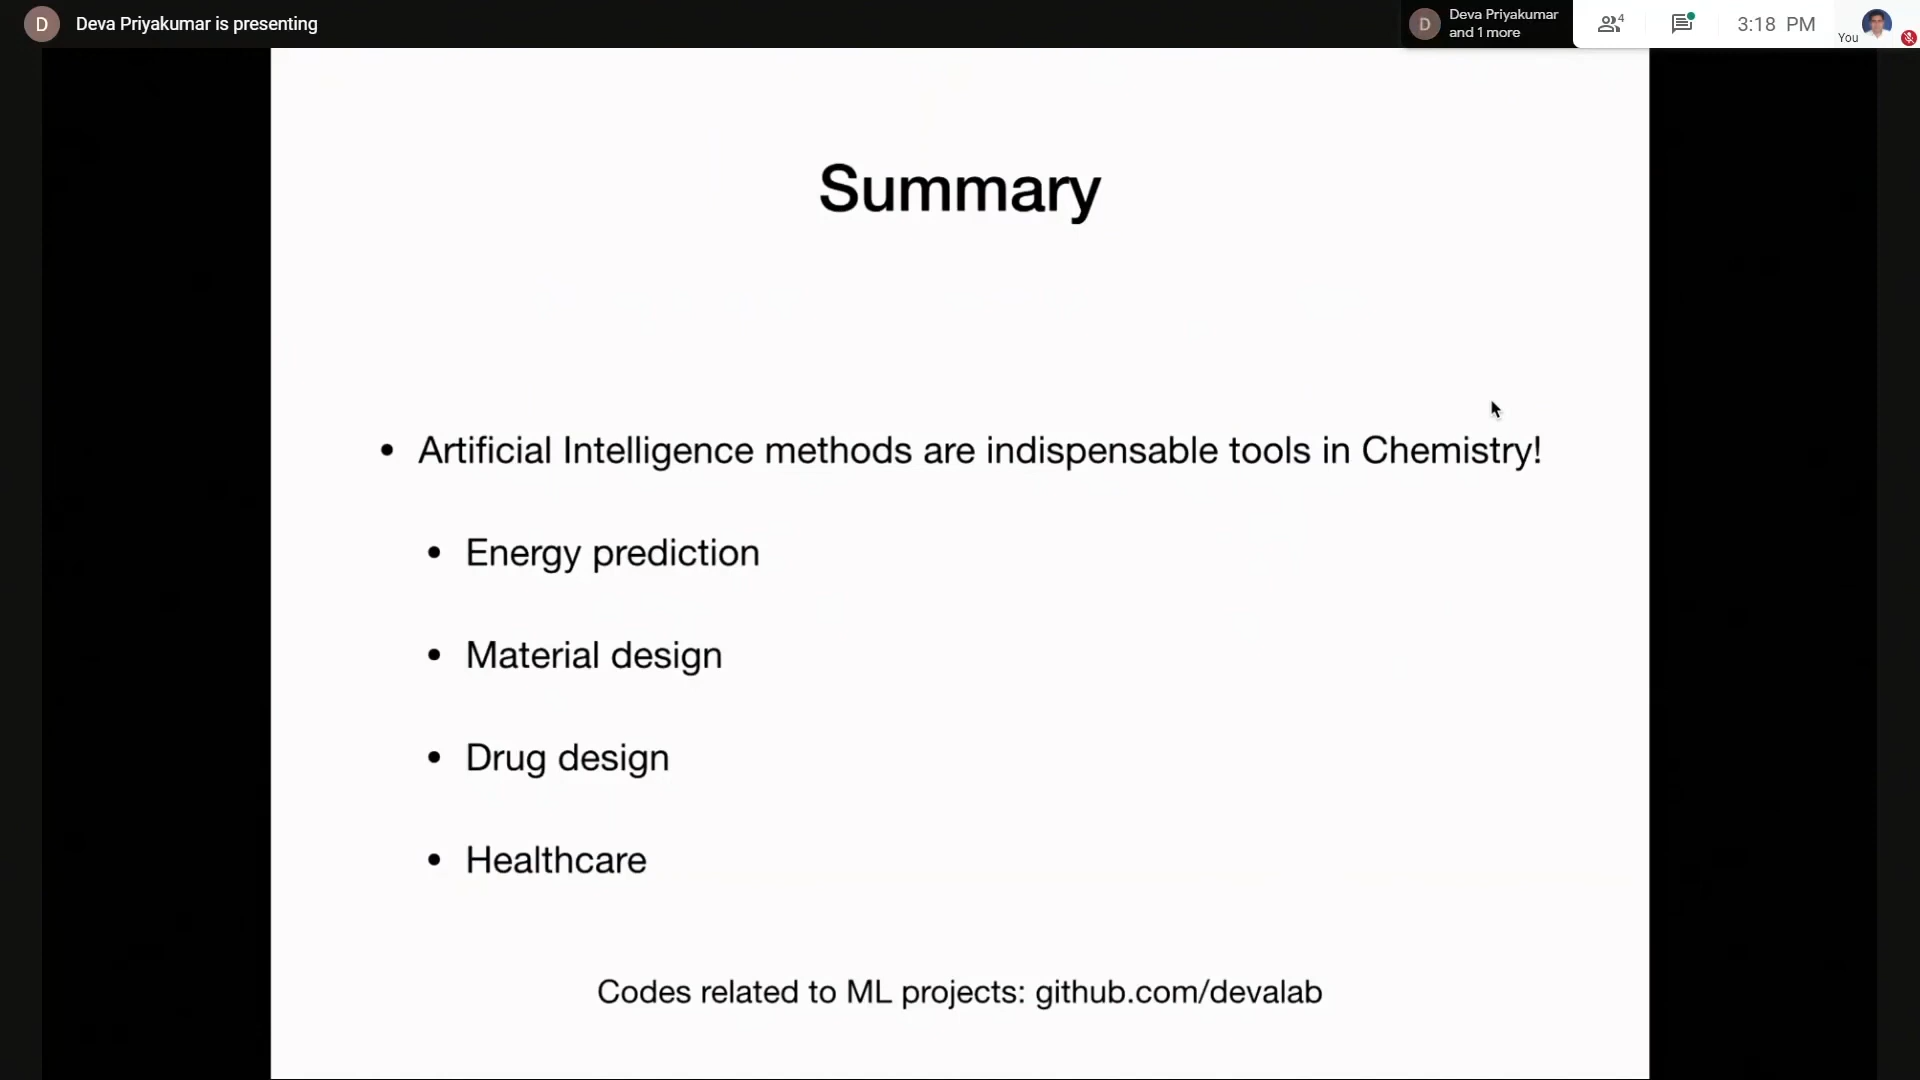 D Deva Priyakumar is presenting
D Deva Priyakumar
and 1 more
4
3:18 PM
You
Summary
• Artificial Intelligence methods are indispensable tools in Chemistry!
• Energy prediction
• Material design
• Drug design
• Healthcare
Codes related to ML projects: github.com/devalab